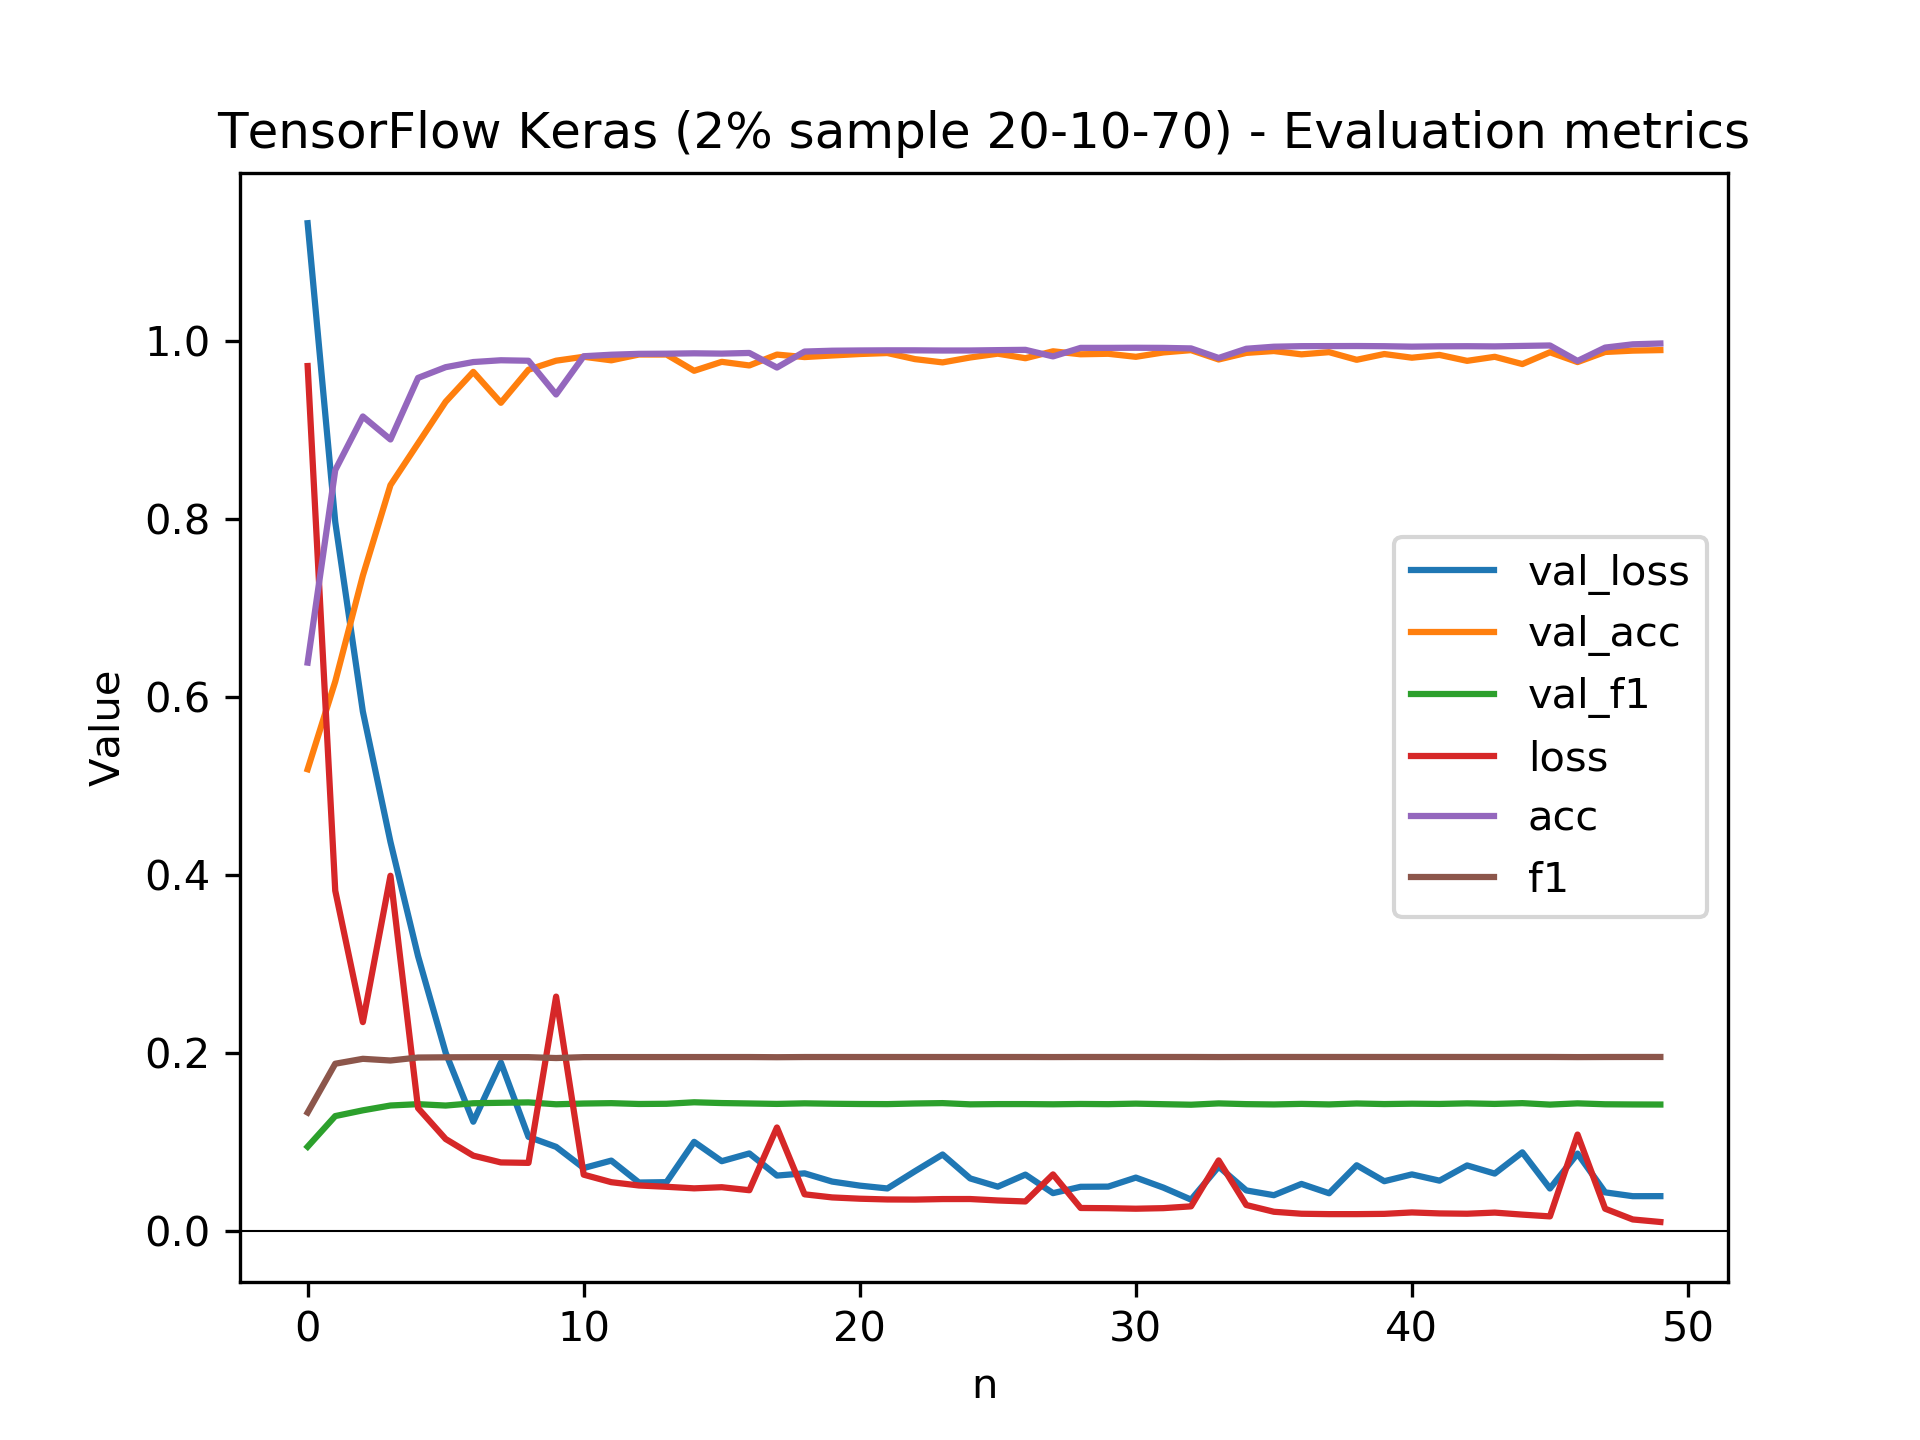 TensorFlow Keras (2% sample 20-10-70) - Evaluation metrics
Value
1.0
0.8
0.6
0.4
0.2
0.0
val_loss
val_acc
val_f1
loss
acc
f1
0 10 20 30 40 50
n